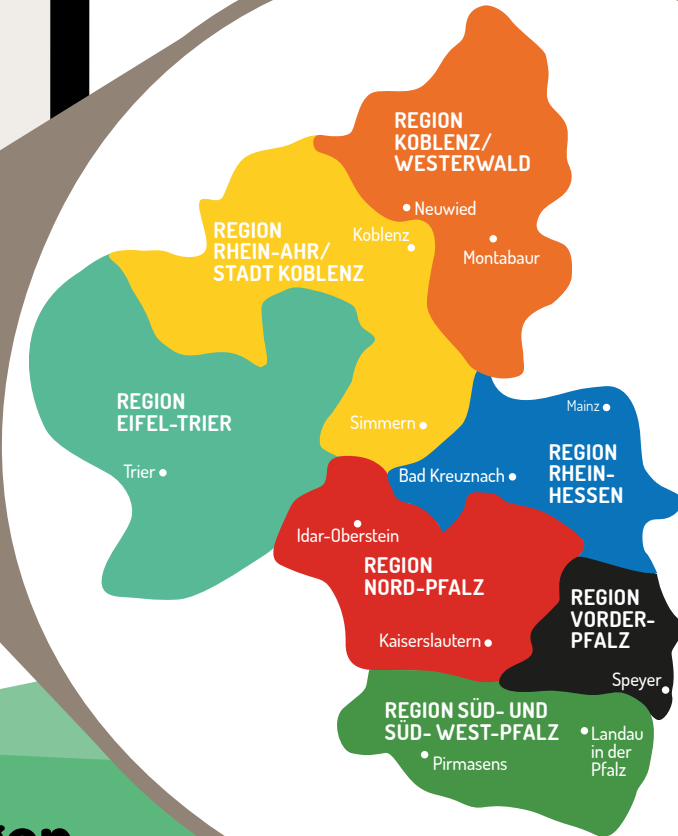 REGION
KOBLENZ/
WESTERWALD
Neuwied
Koblenz
Montabaur
REGION
RHEIN-AHR/
STADT KOBLENZ
REGION
EIFEL-TRIER
Trier
Simmern
Mainz
Bad Kreuznach
REGION
RHEIN-
HESSEN
Idar-Oberstein
REGION
NORD-PFALZ
Kaiserslautern
REGION
VORDER-
PFALZ
Speyer
REGION SÜD- UND
SÜD- WEST-PFALZ
Landau
in der
Pfalz
Pirmasens